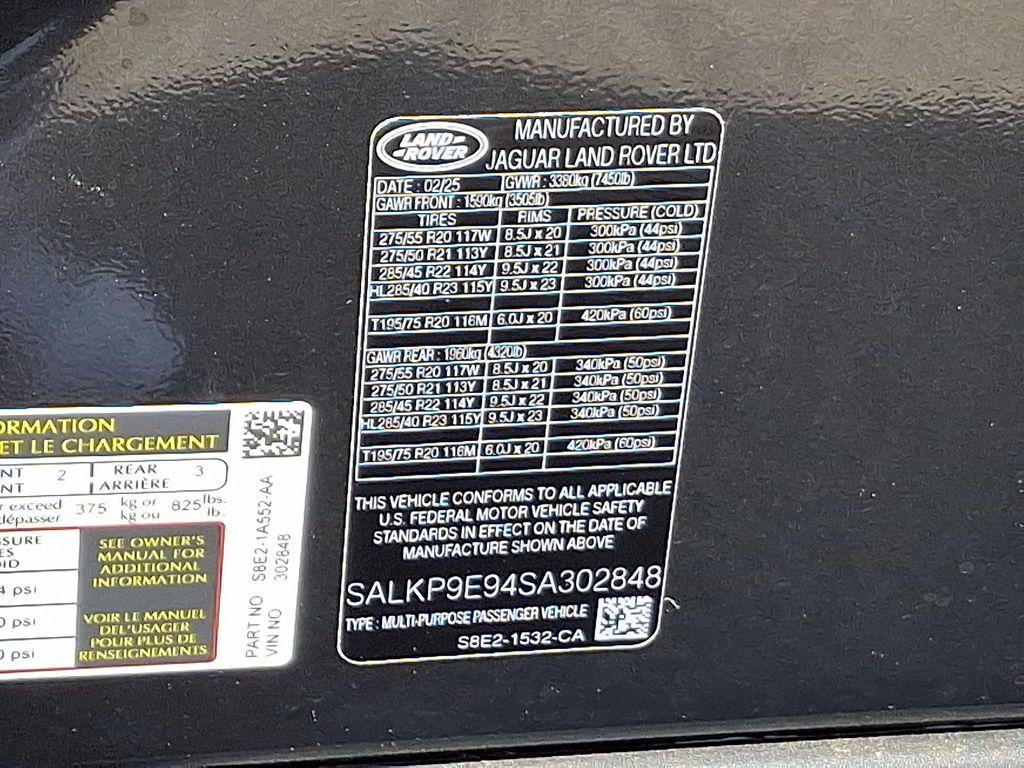 LAND-
-ROVER
MANUFACTURED BY
JAGUAR LAND ROVER LTD
DATE : 02/25 GVWR : 3380kg (7450lb)
GAWR FRONT : 1590kg (3505lb)
TIRES RIMS PRESSURE (COLD)
275/55 R20 117W 8.5J x 20 300kPa (44psi)
275/50 R21 113Y 8.5J x 21 300kPa (44psi)
285/45 R22 114Y 9.5J x 22 300kPa (44psi)
HL285/40 R23 115Y 9.5J x 23 300kPa (44psi)
T195/75 R20 116M 6.0J x 20 420kPa (60psi)
GAWR REAR : 1960kg (4320lb)
275/55 R20 117W 8.5J x 20 340kPa (50psi)
275/50 R21 113Y 8.5J x 21 340kPa (50psi)
285/45 R22 114Y 9.5J x 22 340kPa (50psi)
HL285/40 R23 115Y 9.5J x 23 340kPa (50psi)
T195/75 R20 116M 6.0J x 20 420kPa (60psi)
THIS VEHICLE CONFORMS TO ALL APPLICABLE
U.S. FEDERAL MOTOR VEHICLE SAFETY
STANDARDS IN EFFECT ON THE DATE OF
MANUFACTURE SHOWN ABOVE
SALKP9E94SA302848
TYPE : MULTI-PURPOSE PASSENGER VEHICLE
S8E2-1532-CA
ORMATION
ET LE CHARGEMENT
NT 2 REAR 3
NT ARRIÈRE
r exceed 375 kg or 825 lbs.
dépasser kg ou lb.
SSURE
ES
OID
4 psi
0 psi
0 psi
SEE OWNER'S
MANUAL FOR
ADDITIONAL
INFORMATION
VOIR LE MANUEL
DEL'USAGER
POUR PLUS DE
RENSEIGNEMENTS
PART NO S8E2-1A552-AA
VIN NO 302848